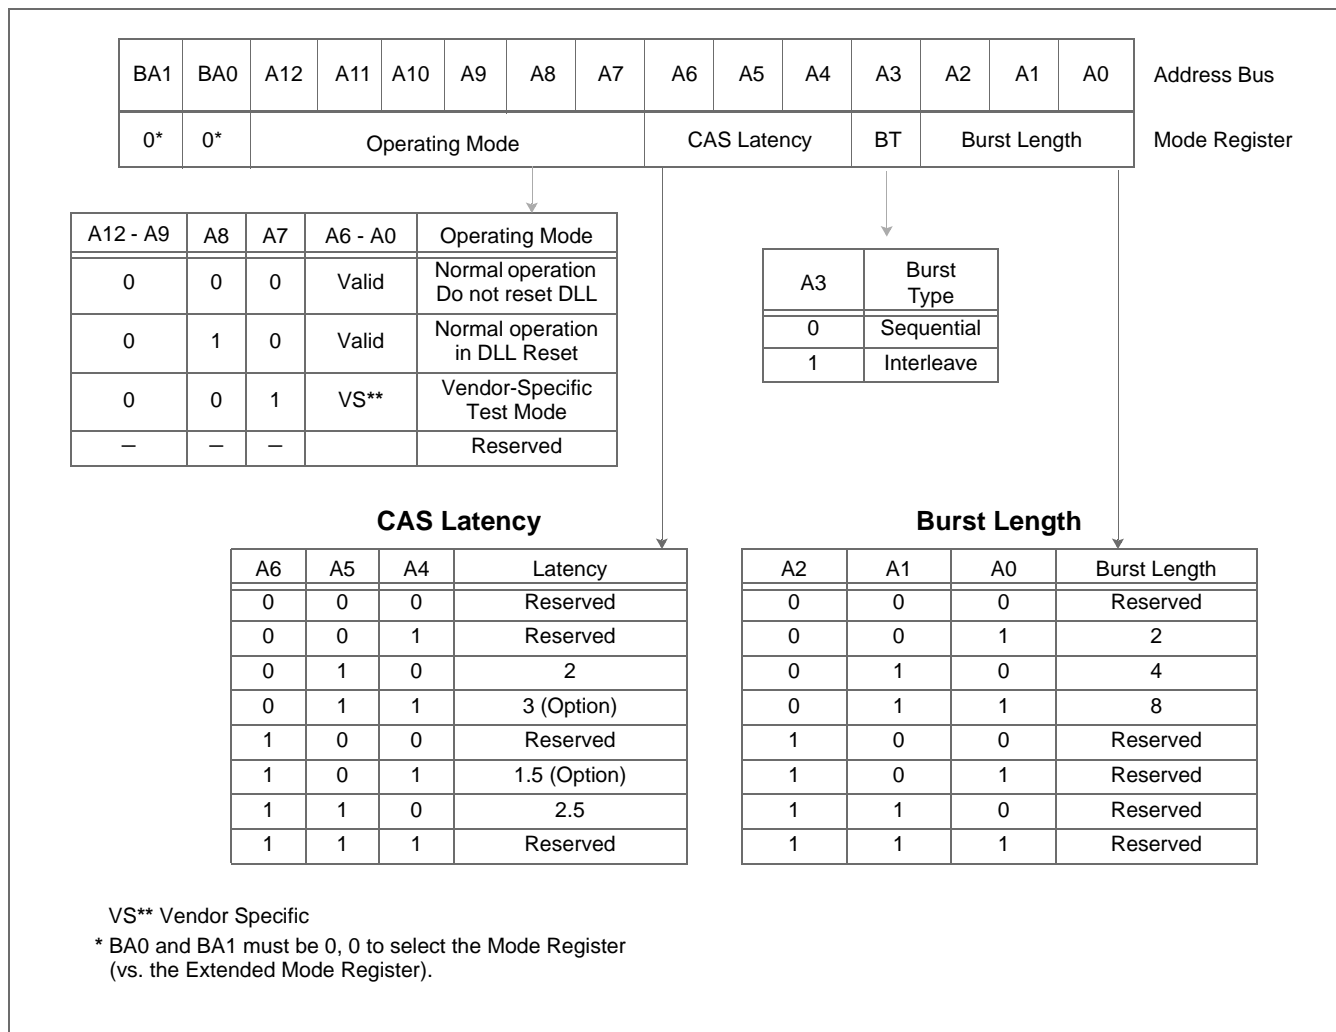 BA1 BA0 A12 A11 A10 A9 A8 A7 A6 A5 A4 A3 A2 A1 A0 Address Bus
0* 0* Operating Mode CAS Latency BT Burst Length Mode Register
A12 - A9 A8 A7 A6 - A0 Operating Mode
0 0 0 Valid Normal operation
Do not reset DLL
0 1 0 Valid Normal operation
in DLL Reset
0 0 1 VS** Vendor-Specific
Test Mode
– – – Reserved
A3 Burst
Type
0 Sequential
1 Interleave
CAS Latency
A6 A5 A4 Latency
0 0 0 Reserved
0 0 1 Reserved
0 1 0 2
0 1 1 3 (Option)
1 0 0 Reserved
1 0 1 1.5 (Option)
1 1 0 2.5
1 1 1 Reserved
Burst Length
A2 A1 A0 Burst Length
0 0 0 Reserved
0 0 1 2
0 1 0 4
0 1 1 8
1 0 0 Reserved
1 0 1 Reserved
1 1 0 Reserved
1 1 1 Reserved
VS** Vendor Specific
* BA0 and BA1 must be 0, 0 to select the Mode Register
(vs. the Extended Mode Register).